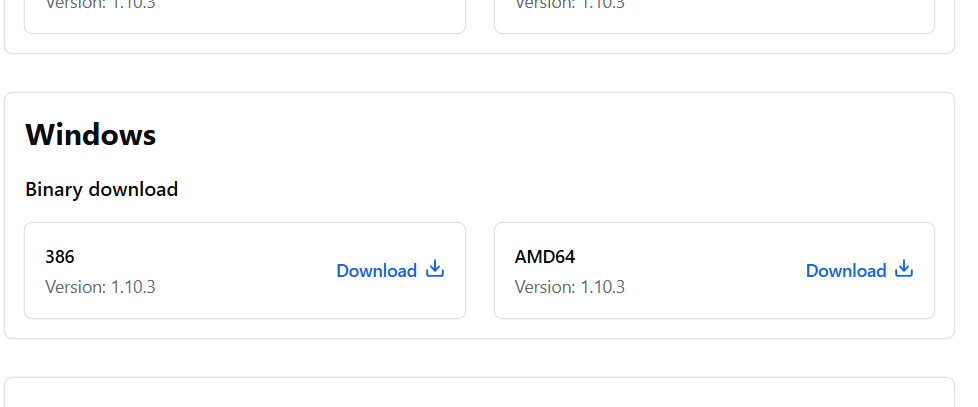 Version: 1.10.3
Version: 1.10.3
Windows
Binary download
386
Version: 1.10.3
Download
AMD64
Version: 1.10.3
Download